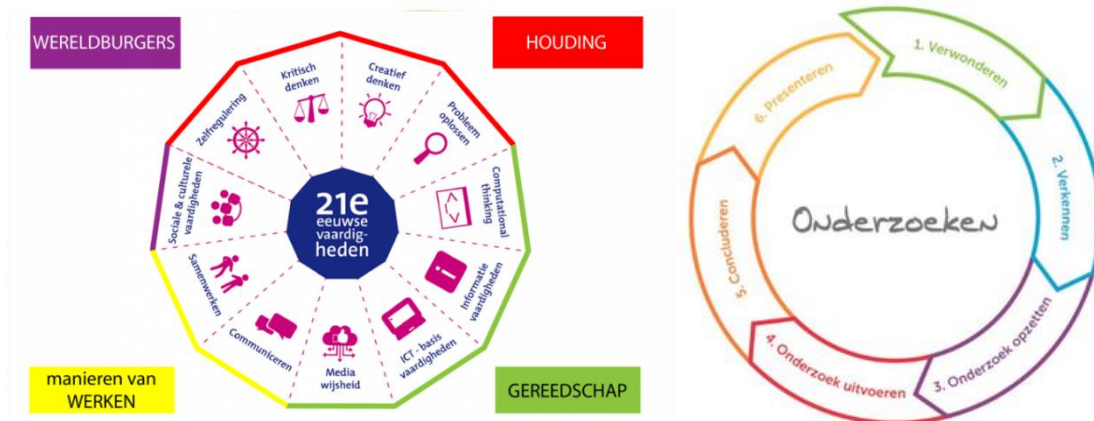 WERELDBURGERS
HOUDING
Kritisch
denken
Creatief
denken
Probleem
oplossen
Computational
thinking
Informatie
vaardigheden
ICT - basis
vaardigheden
Media
wijsheid
Communiceren
Samenwerken
Sociale & culturele
vaardigheden
Zelfregulering
21e
eeuwse
vaardig-
heden
manieren van
WERKEN
GEREEDSCHAP
1. Verwonderen
2. Verkennen
3. Onderzoek opzetten
4. Onderzoek uitvoeren
5. Concluderen
6. Presenteren
Onderzoeken